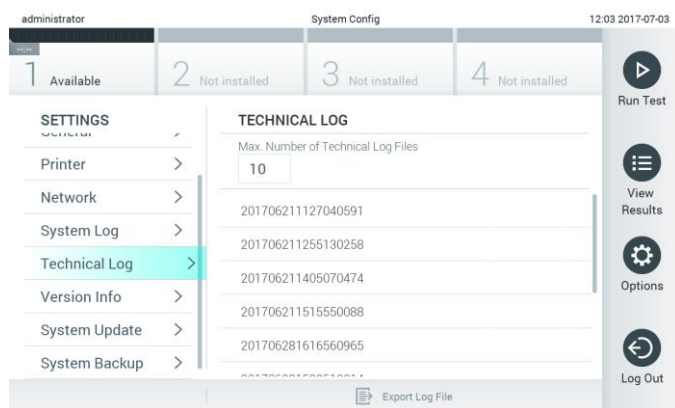 administrator
System Config
12:03 2017-07-03
1 Available
2 Not installed
3 Not installed
4 Not installed
Run Test
SETTINGS
General
Printer
Network
System Log
Technical Log
Version Info
System Update
System Backup
TECHNICAL LOG
Max. Number of Technical Log Files
10
201706211127040591
201706211255130258
201706211405070474
201706211515550088
201706281616560965
Export Log File
View
Results
Options
Log Out